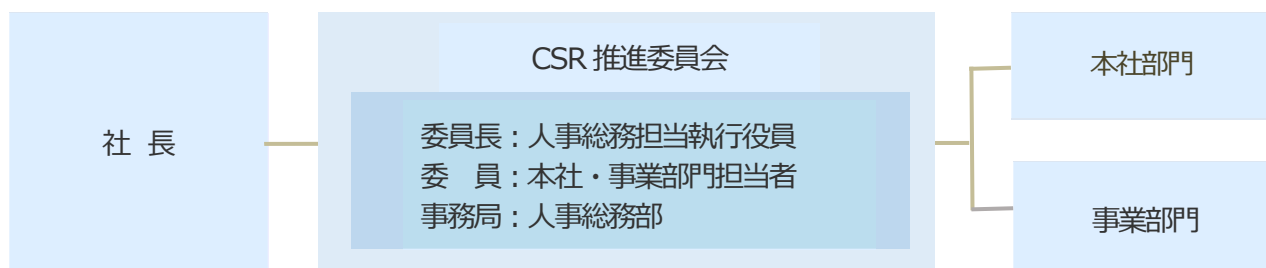 社 長
CSR 推進委員会
委員長：人事総務担当執行役員
委　員：本社・事業部門担当者
事務局：人事総務部
本社部門
事業部門